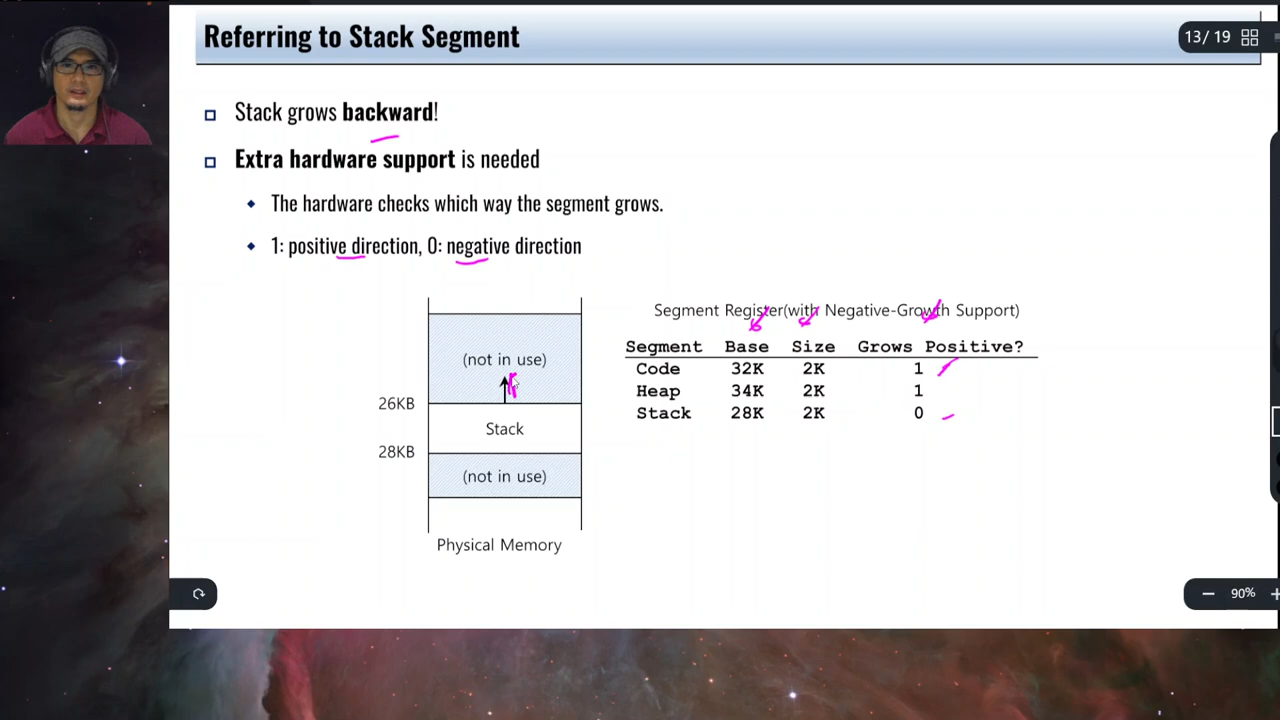 Referring to Stack Segment
13/ 19
Stack grows backward!
Extra hardware support is needed
The hardware checks which way the segment grows.
1: positive direction, 0: negative direction
(not in use)
26KB
Stack
28KB
(not in use)
Physical Memory
Segment Register(with Negative-Growth Support)
Segment Base Size Grows Positive?
Code 32K 2K 1
Heap 34K 2K 1
Stack 28K 2K 0
90%